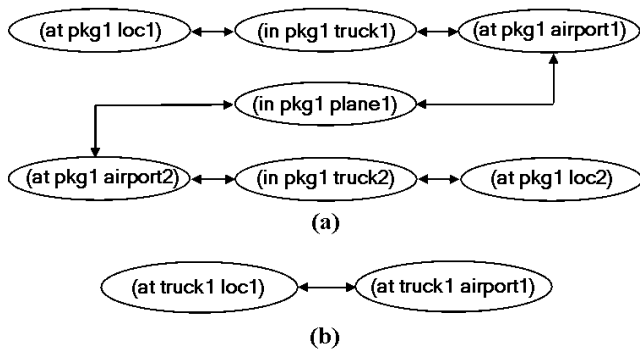 (at pkg1 loc1) (in pkg1 truck1) (at pkg1 airport1)
(in pkg1 plane1)
(at pkg1 airport2) (in pkg1 truck2) (at pkg1 loc2)
(a)
(at truck1 loc1) (at truck1 airport1)
(b)